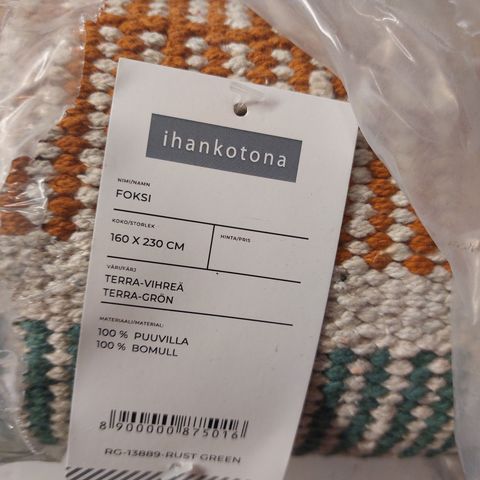 ihankotona
NIMI/NAMN
FOKSI
KOKO/STORLEK
160 X 230 CM
HINTA/PRIS
VÄRI/VÄRJ
TERRA-VIHREÄ
TERRA-GRÖN
MATERIAALI/MATERIAL:
100 % PUUVILLA
100 % BOMULL
8 900000 875016
RG-13889-RUST GREEN